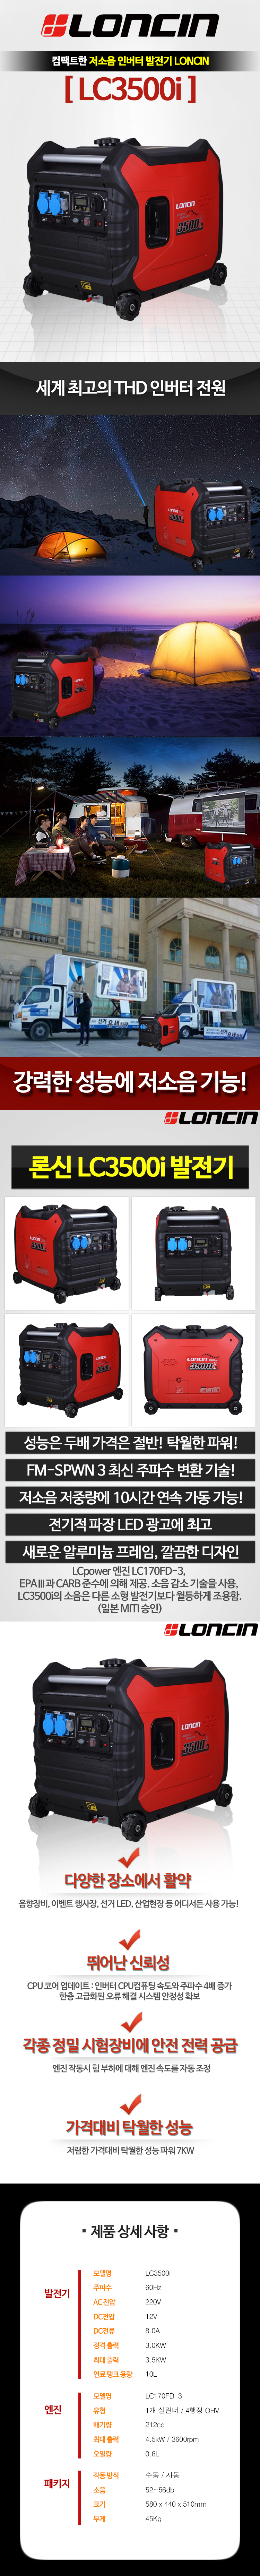 LONCIN
컴팩트한 저소음 인버터 발전기 LONCIN
[ LC3500i ]
LONCIN
3500i
세계 최고의 THD 인버터 전원
강력한 성능에 저소음 기능!
LONCIN
론신 LC3500i 발전기
LONCIN
성능은 두배 가격은 절반! 탁월한 파워!
FM-SPWN 3 최신 주파수 변환 기술!
저소음 저중량에 10시간 연속 가동 가능!
전기적 파장 LED 광고에 최고
새로운 알루미늄 프레임, 깔끔한 디자인
LCpower 엔진 LC170FD-3,
EPA III 과 CARB 준수에 의해 제공. 소음 감소 기술을 사용,
LC3500i의 소음은 다른 소형 발전기보다 월등하게 조용함.
(일본 MITI 승인)
LONCIN
LONCIN
3500i
다양한 장소에서 활약
음향장비, 이벤트 행사장, 선거 LED, 산업현장 등 어디서든 사용 가능!
뛰어난 신뢰성
CPU 코어 업데이트 : 인버터 CPU컴퓨팅 속도와 주파수 4배 증가
한층 고급화된 오류 해결 시스템 안정성 확보
각종 정밀 시험장비에 안전 전력 공급
엔진 작동시 힘 부하에 대해 엔진 속도를 자동 조정
가격대비 탁월한 성능
저렴한 가격대비 탁월한 성능 파워 7KW
· 제품 상세 사항 ·
발전기
모델명 LC3500i
주파수 60Hz
AC 전압 220V
DC전압 12V
DC전류 8.0A
정격 출력 3.0KW
최대 출력 3.5KW
연료 탱크 용량 10L
엔진
모델명 LC170FD-3
유형 1개 실린더 / 4행정 OHV
배기량 212cc
최대 출력 4.5kW / 3600rpm
오일량 0.6L
패키지
작동 방식 수동 / 자동
소음 52~56db
크기 580 x 440 x 510mm
무게 45Kg